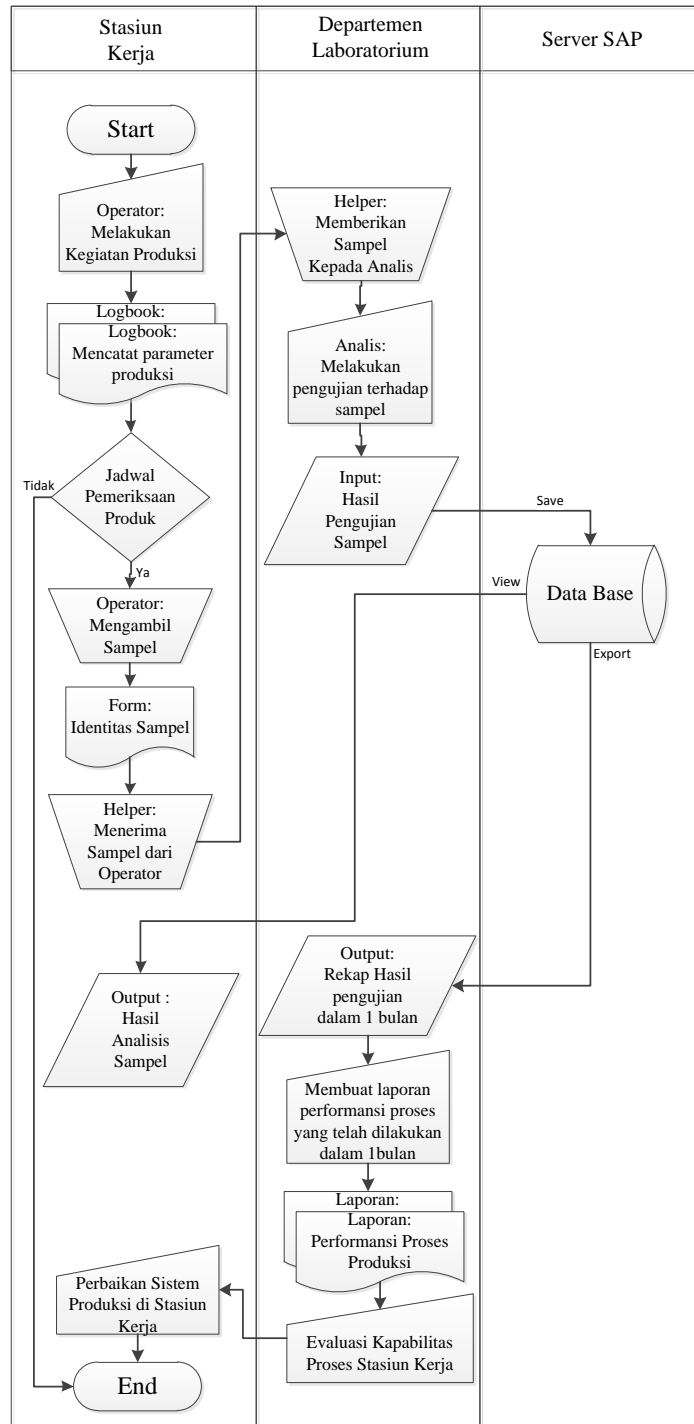 Stasiun
Kerja
Departemen
Laboratorium
Server SAP
Start
Operator:
Melakukan
Kegiatan Produksi
Logbook:
Logbook:
Mencatat parameter
produksi
Tidak
Jadwal
Pemeriksaan
Produk
Ya
Operator:
Mengambil
Sampel
Form:
Identitas Sampel
Helper:
Menerima
Sampel dari
Operator
Helper:
Memberikan
Sampel
Kepada Analis
Analis:
Melakukan
pengujian terhadap
sampel
Input:
Hasil
Pengujian
Sampel
Save
Data Base
View
Export
Output :
Hasil
Analisis
Sampel
Output:
Rekap Hasil
pengujian
dalam 1 bulan
Membuat laporan
performansi proses
yang telah dilakukan
dalam 1bulan
Laporan:
Laporan:
Performansi Proses
Produksi
Evaluasi Kapabilitas
Proses Stasiun Kerja
Perbaikan Sistem
Produksi di Stasiun
Kerja
End